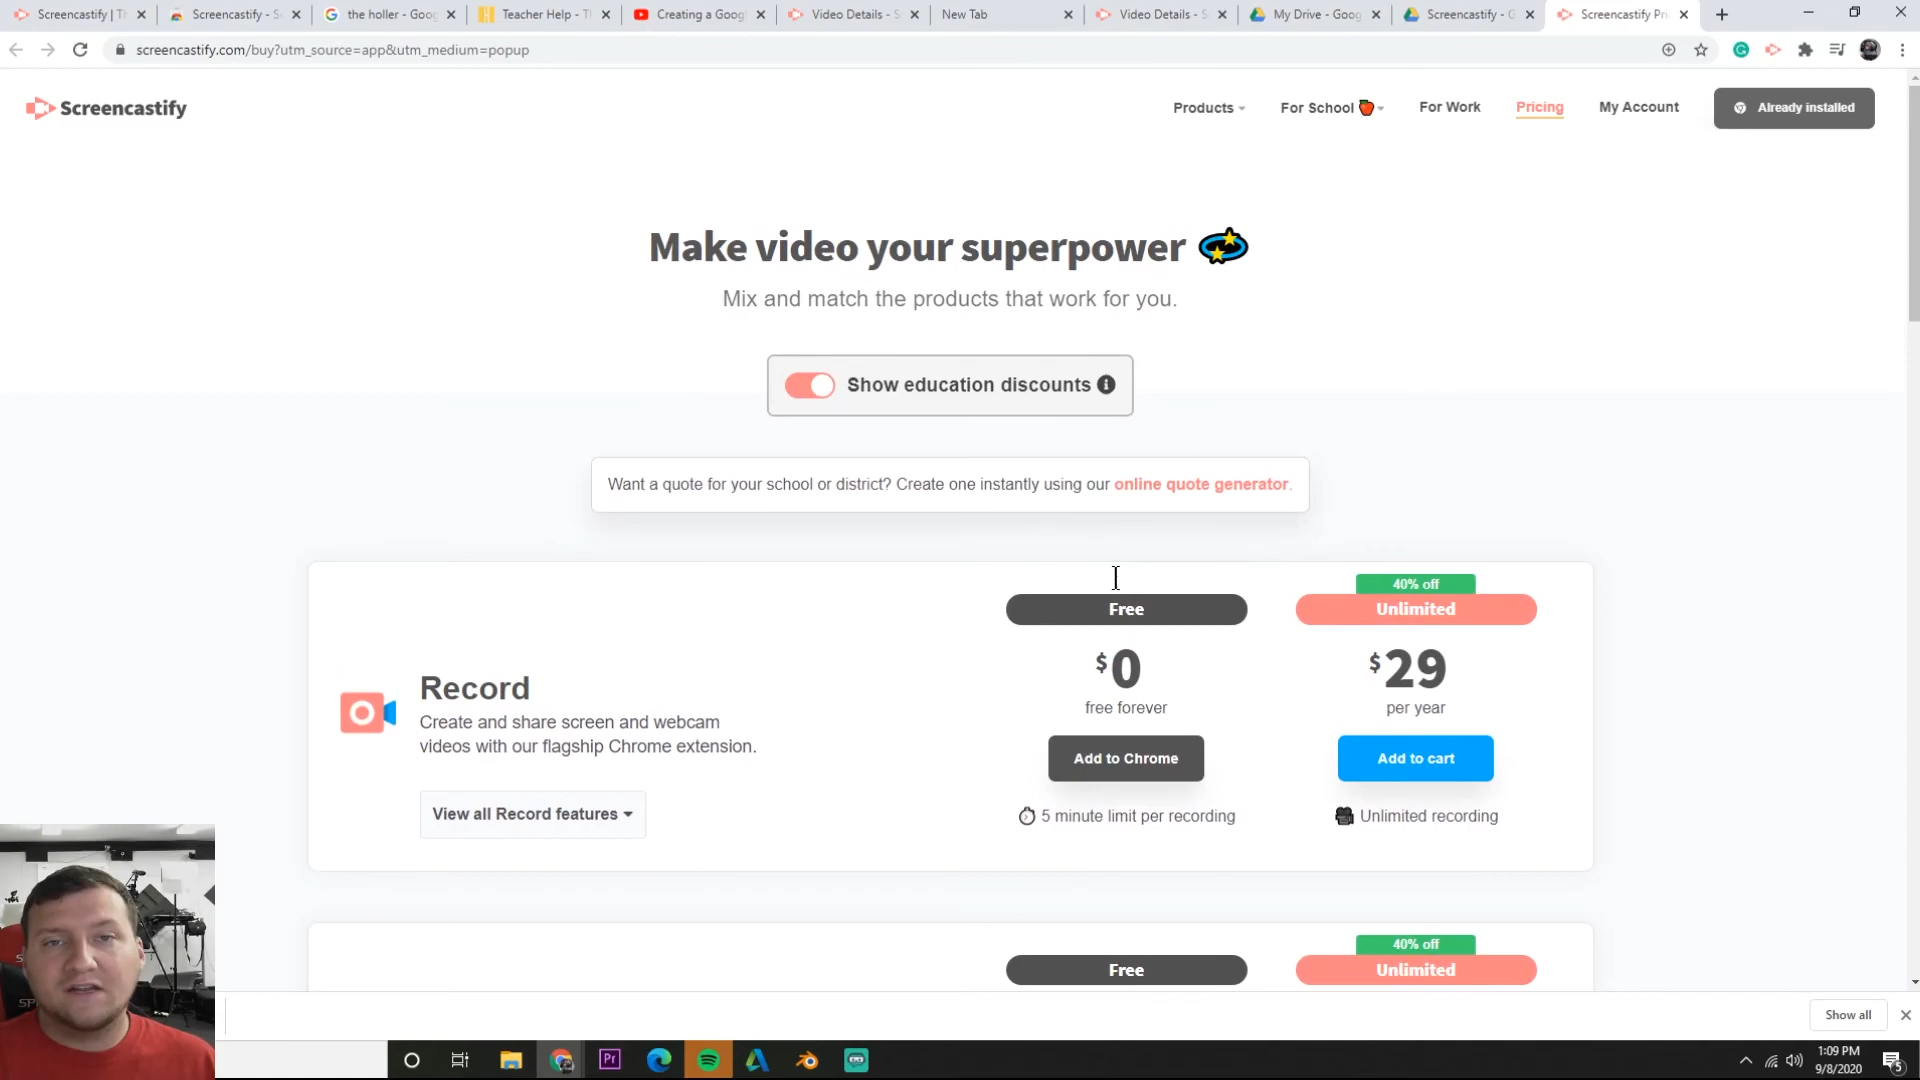 Screencastify | Th
Screencastify - S
the holler - Goog
Teacher Help - T
Creating a Goog
Video Details - S
New Tab
Video Details - S
My Drive - Goog
Screencastify - G
Screencastify Pri
screencastify.com/buy?utm_source=app&utm_medium=popup
Screencastify
Products
For School
For Work
Pricing
My Account
Already installed
Make video your superpower
Mix and match the products that work for you.
Show education discounts
Want a quote for your school or district? Create one instantly using our online quote generator.
40% off
Free
Unlimited
Record
Create and share screen and webcam
videos with our flagship Chrome extension.
View all Record features
$0
free forever
Add to Chrome
5 minute limit per recording
$29
per year
Add to cart
Unlimited recording
40% off
Free
Unlimited
Show all
Pr
1:09 PM
9/8/2020
5